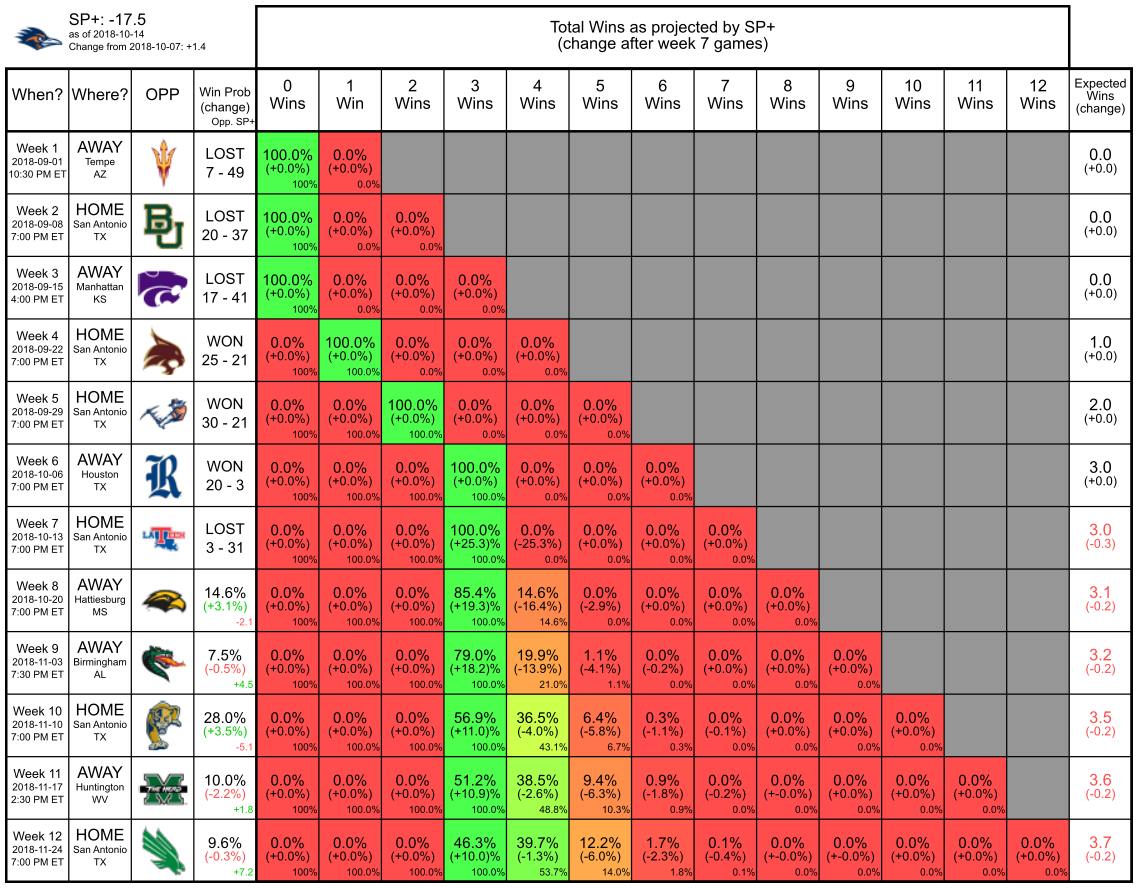 SP+: -17.5
as of 2018-10-14
Change from 2018-10-07: +1.4
Total Wins as projected by SP+
(change after week 7 games)
When? Where? OPP Win Prob (change) Opp. SP+ 0 Wins 1 Win 2 Wins 3 Wins 4 Wins 5 Wins 6 Wins 7 Wins 8 Wins 9 Wins 10 Wins 11 Wins 12 Wins Expected Wins (change)
Week 1 AWAY LOST 100.0% 0.0% 0.0
2018-09-01 Tempe 7 - 49 (+0.0%) (+0.0%) (+0.0)
10:30 PM ET AZ 100% 0.0%
Week 2 HOME BU LOST 100.0% 0.0% 0.0% 0.0
2018-09-08 San Antonio 20 - 37 (+0.0%) (+0.0%) (+0.0%) (+0.0)
7:00 PM ET TX 100% 0.0% 0.0%
Week 3 AWAY LOST 100.0% 0.0% 0.0% 0.0% 0.0
2018-09-15 Manhattan 17 - 41 (+0.0%) (+0.0%) (+0.0%) (+0.0%) (+0.0)
4:00 PM ET KS 100% 0.0% 0.0% 0.0%
Week 4 HOME WON 0.0% 100.0% 0.0% 0.0% 0.0% 1.0
2018-09-22 San Antonio 25 - 21 (+0.0%) (+0.0%) (+0.0%) (+0.0%) (+0.0%) (+0.0)
7:00 PM ET TX 100% 100.0% 0.0% 0.0% 0.0%
Week 5 HOME WON 0.0% 0.0% 100.0% 0.0% 0.0% 0.0% 2.0
2018-09-29 San Antonio 30 - 21 (+0.0%) (+0.0%) (+0.0%) (+0.0%) (+0.0%) (+0.0%) (+0.0)
7:00 PM ET TX 100% 100.0% 100.0% 0.0% 0.0% 0.0%
Week 6 AWAY R WON 0.0% 0.0% 0.0% 100.0% 0.0% 0.0% 0.0% 3.0
2018-10-06 Houston 20 - 3 (+0.0%) (+0.0%) (+0.0%) (+0.0%) (+0.0%) (+0.0%) (+0.0%) (+0.0)
7:00 PM ET TX 100% 100.0% 100.0% 100.0% 0.0% 0.0% 0.0%
Week 7 HOME LA TECH LOST 0.0% 0.0% 0.0% 100.0% 0.0% 0.0% 0.0% 0.0% 3.0
2018-10-13 San Antonio 3 - 31 (+0.0%) (+0.0%) (+0.0%) (+25.3)% (-25.3%) (+0.0%) (+0.0%) (+0.0%) (-0.3)
7:00 PM ET TX 100% 100.0% 100.0% 100.0% 0.0% 0.0% 0.0% 0.0%
Week 8 AWAY 14.6% 0.0% 0.0% 0.0% 85.4% 14.6% 0.0% 0.0% 0.0% 0.0% 3.1
2018-10-20 Hattiesburg (+3.1%) (+0.0%) (+0.0%) (+0.0%) (+19.3)% (-16.4%) (-2.9%) (+0.0%) (+0.0%) (+0.0%) (-0.2)
7:00 PM ET MS -2.1 100% 100.0% 100.0% 100.0% 14.6% 0.0% 0.0% 0.0% 0.0%
Week 9 AWAY 7.5% 0.0% 0.0% 0.0% 79.0% 19.9% 1.1% 0.0% 0.0% 0.0% 0.0% 3.2
2018-11-03 Birmingham (-0.5%) (+0.0%) (+0.0%) (+0.0%) (+18.2)% (-13.9%) (-4.1%) (-0.2%) (+0.0%) (+0.0%) (+0.0%) (-0.2)
7:30 PM ET AL +4.5 100% 100.0% 100.0% 100.0% 21.0% 1.1% 0.0% 0.0% 0.0% 0.0%
Week 10 HOME 28.0% 0.0% 0.0% 0.0% 56.9% 36.5% 6.4% 0.3% 0.0% 0.0% 0.0% 0.0% 3.5
2018-11-10 San Antonio (+3.5%) (+0.0%) (+0.0%) (+0.0%) (+11.0)% (-4.0%) (-5.8%) (-1.1%) (-0.1%) (+0.0%) (+0.0%) (+0.0%) (-0.2)
7:00 PM ET TX -5.1 100% 100.0% 100.0% 100.0% 43.1% 6.7% 0.3% 0.0% 0.0% 0.0% 0.0%
Week 11 AWAY M THE HERD 10.0% 0.0% 0.0% 0.0% 51.2% 38.5% 9.4% 0.9% 0.0% 0.0% 0.0% 0.0% 0.0% 3.6
2018-11-17 Huntington (-2.2%) (+0.0%) (+0.0%) (+0.0%) (+10.9)% (-2.6%) (-6.3%) (-1.8%) (-0.2%) (+-0.0%) (+0.0%) (+0.0%) (+0.0%) (-0.2)
2:30 PM ET WV +1.8 100% 100.0% 100.0% 100.0% 48.8% 10.3% 0.9% 0.0% 0.0% 0.0% 0.0% 0.0%
Week 12 HOME 9.6% 0.0% 0.0% 0.0% 46.3% 39.7% 12.2% 1.7% 0.1% 0.0% 0.0% 0.0% 0.0% 0.0% 3.7
2018-11-24 San Antonio (-0.3%) (+0.0%) (+0.0%) (+0.0%) (+10.0)% (-1.3%) (-6.0%) (-2.3%) (-0.4%) (+-0.0%) (+-0.0%) (+0.0%) (+0.0%) (+0.0%) (-0.2)
7:00 PM ET TX +7.2 100% 100.0% 100.0% 100.0% 53.7% 14.0% 1.8% 0.1% 0.0% 0.0% 0.0% 0.0% 0.0%